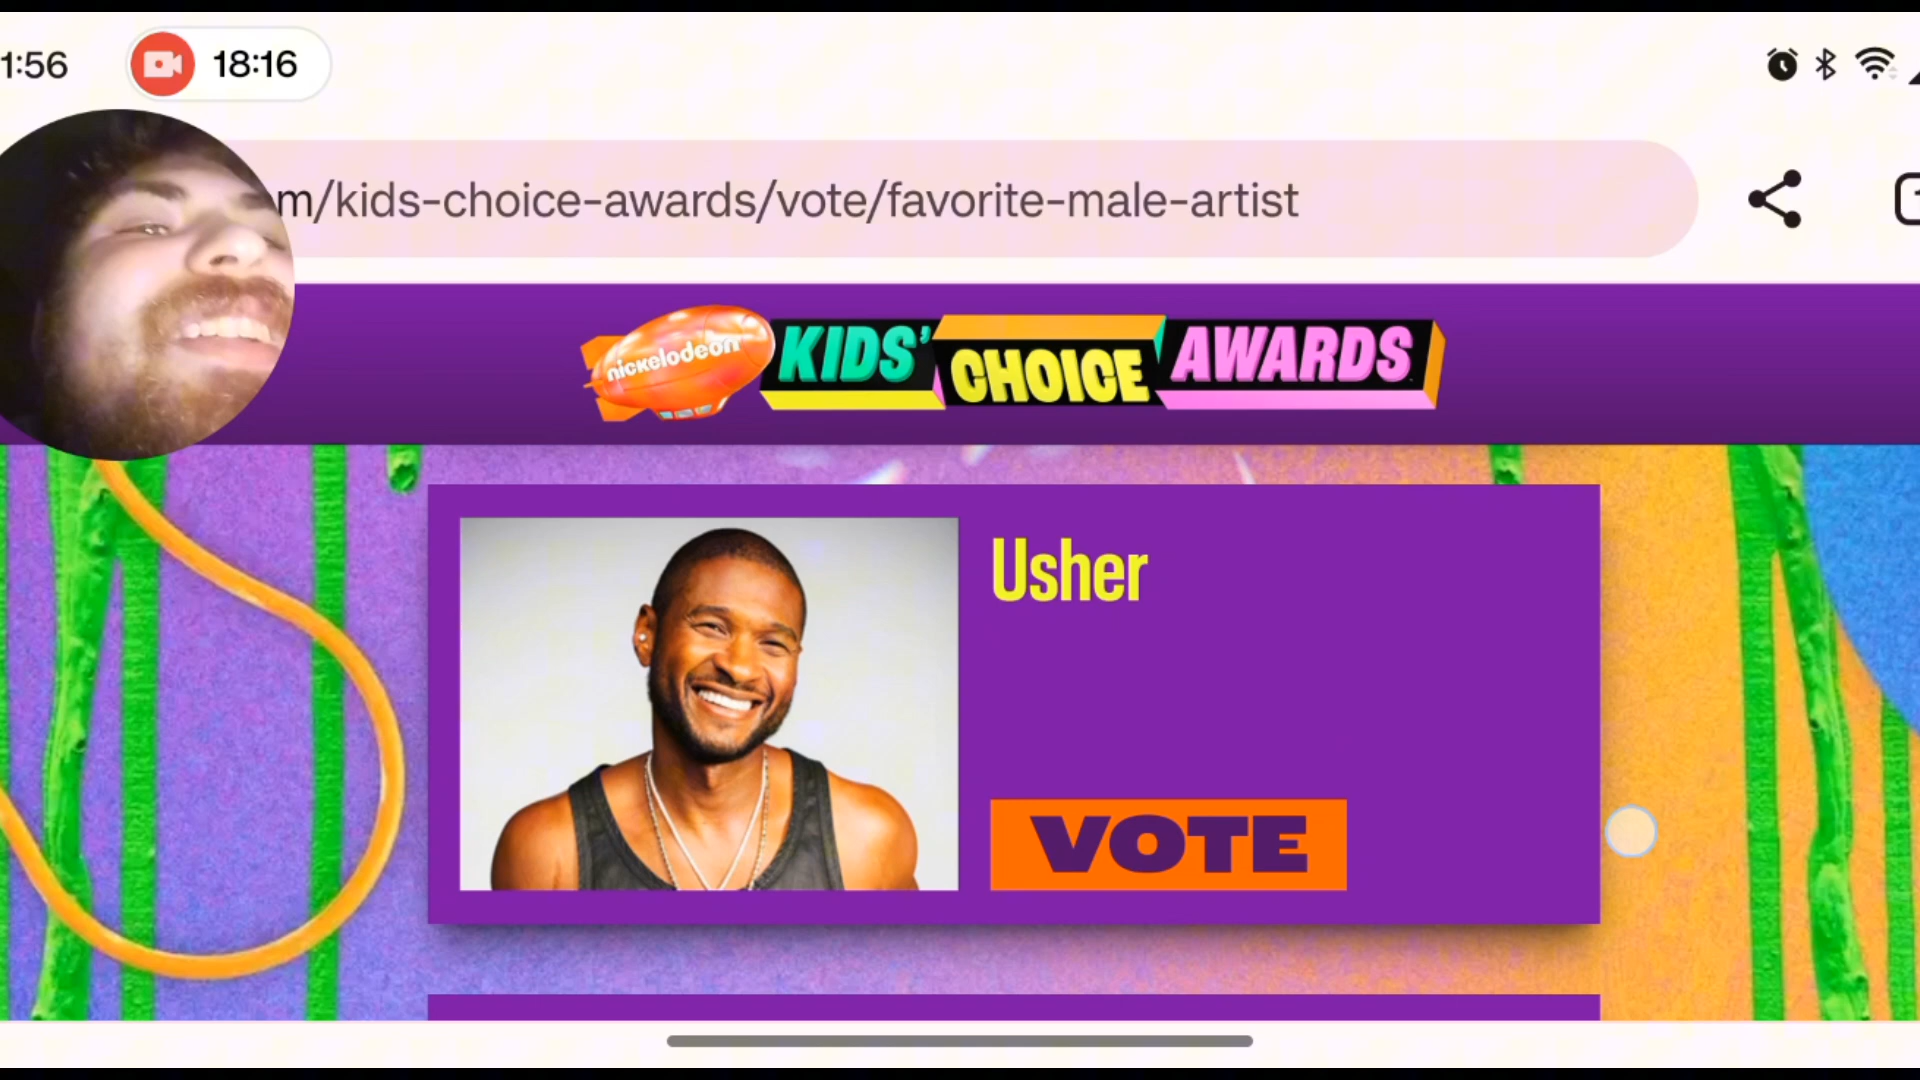 1:56
18:16
m/kids-choice-awards/vote/favorite-male-artist
nickelodeon
KIDS' CHOICE AWARDS
Usher
VOTE